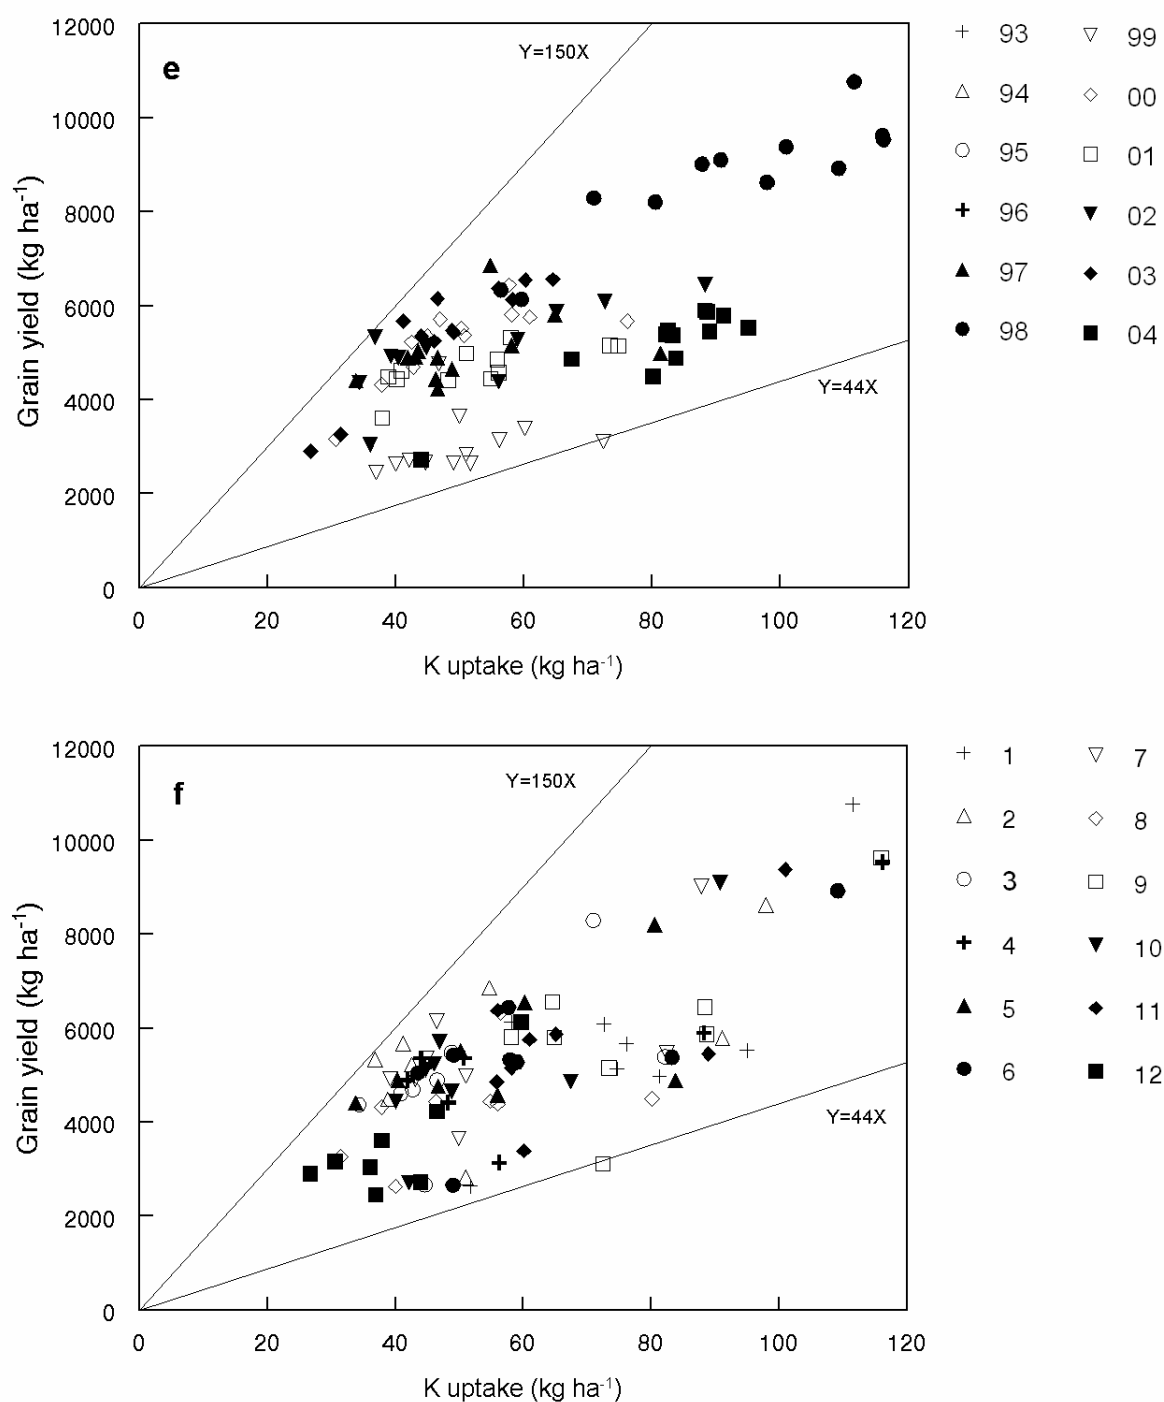 12000
10000
8000
6000
4000
2000
0
Grain yield (kg ha-1)
e
Y=150X
Y=44X
0 20 40 60 80 100 120
K uptake (kg ha-1)
93 99
94 00
95 01
96 02
97 03
98 04
12000
10000
8000
6000
4000
2000
0
Grain yield (kg ha-1)
f
Y=150X
Y=44X
0 20 40 60 80 100 120
K uptake (kg ha-1)
1 7
2 8
3 9
4 10
5 11
6 12